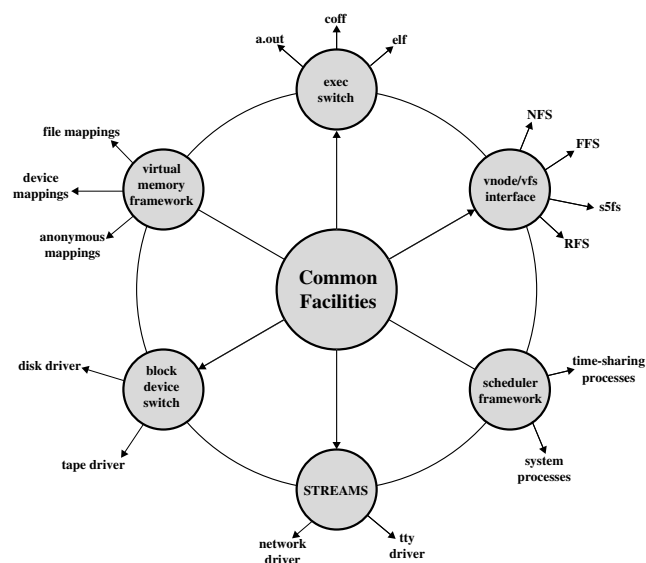 coff
a.out
elf
exec
switch
NFS
FFS
vnode/vfs
interface
s5fs
RFS
file mappings
virtual
memory
framework
device
mappings
anonymous
mappings
Common
Facilities
disk driver
block
device
switch
tape driver
scheduler
framework
time-sharing
processes
system
processes
STREAMS
network
driver
tty
driver